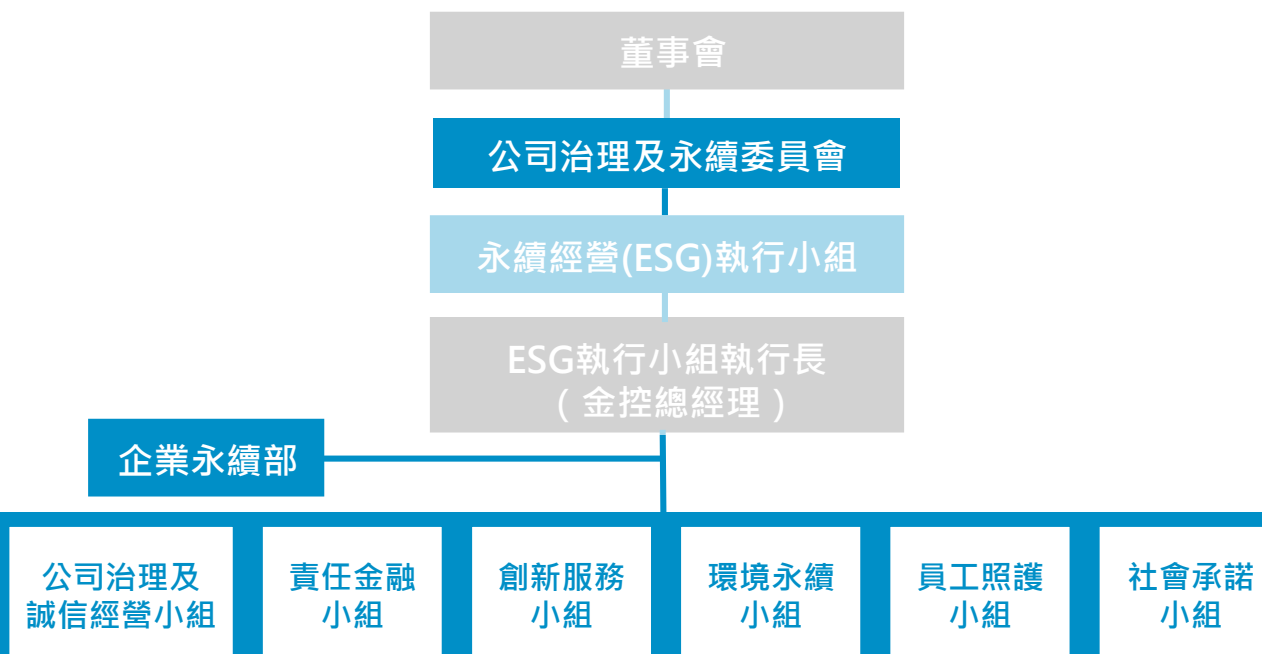 董事會
公司治理及永續委員會
永續經營(ESG)執行小組
ESG執行小組執行長
（金控總經理）
企業永續部
公司治理及
誠信經營小組
責任金融
小組
創新服務
小組
環境永續
小組
員工照護
小組
社會承諾
小組